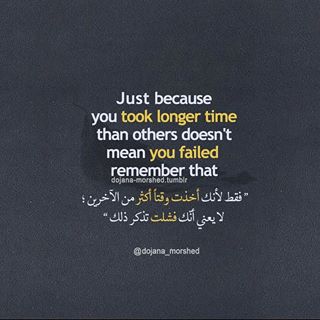 Just because
you took longer time
than others doesn't
mean you failed
remember that
dojana-morshed.tumblr
" فقط لأنك أخذت وقتاً أكثر من الآخرين ؛
لا يعني أنّك فشلت تذكر ذلك "
@dojana_morshed